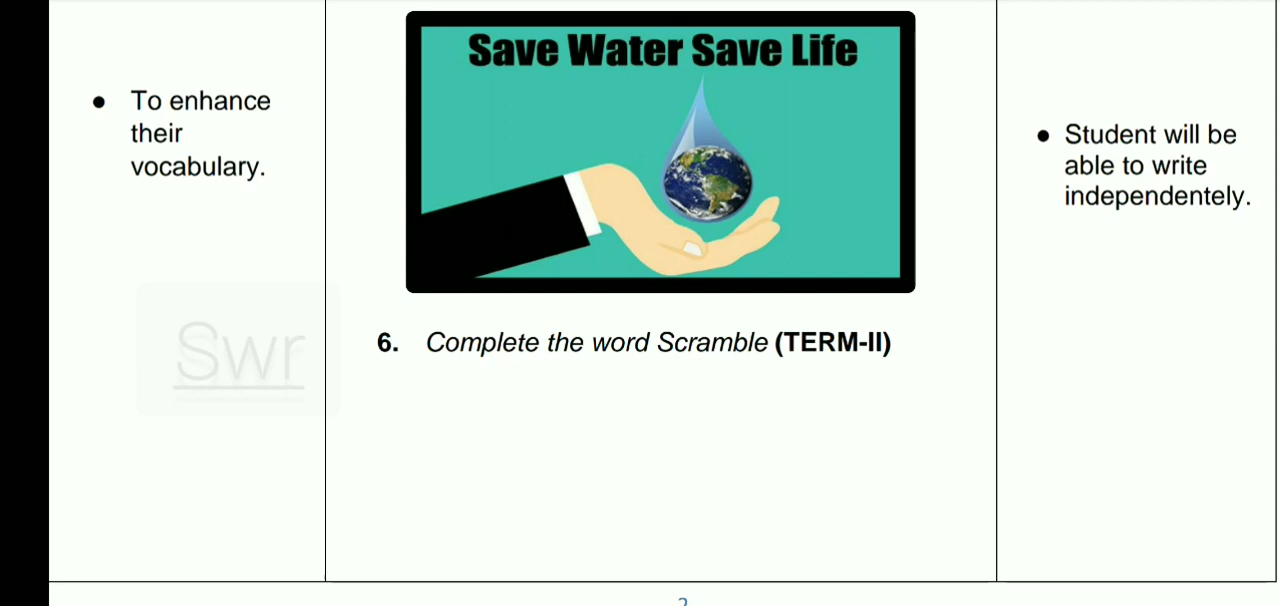 To enhance
their
vocabulary.
Swr
Save Water Save Life
6. Complete the word Scramble (TERM-II)
Student will be
able to write
independentely.